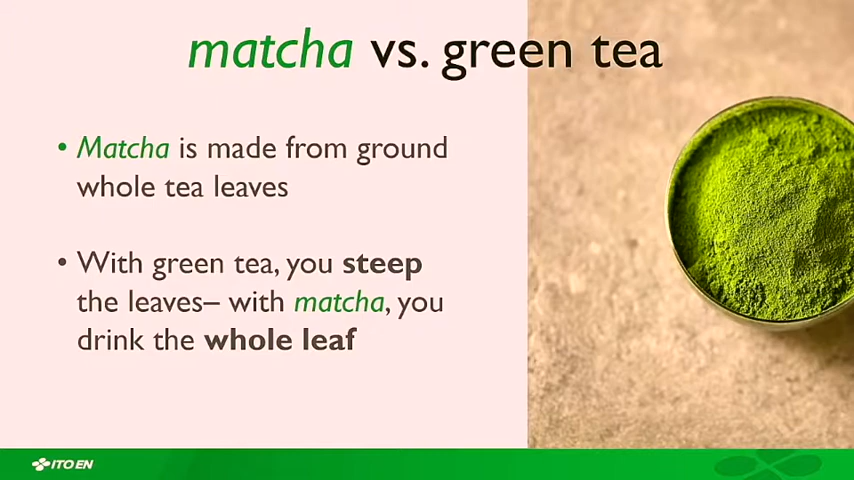 matcha vs. green tea
• Matcha is made from ground
whole tea leaves
• With green tea, you steep
the leaves– with matcha, you
drink the whole leaf
ITO EN